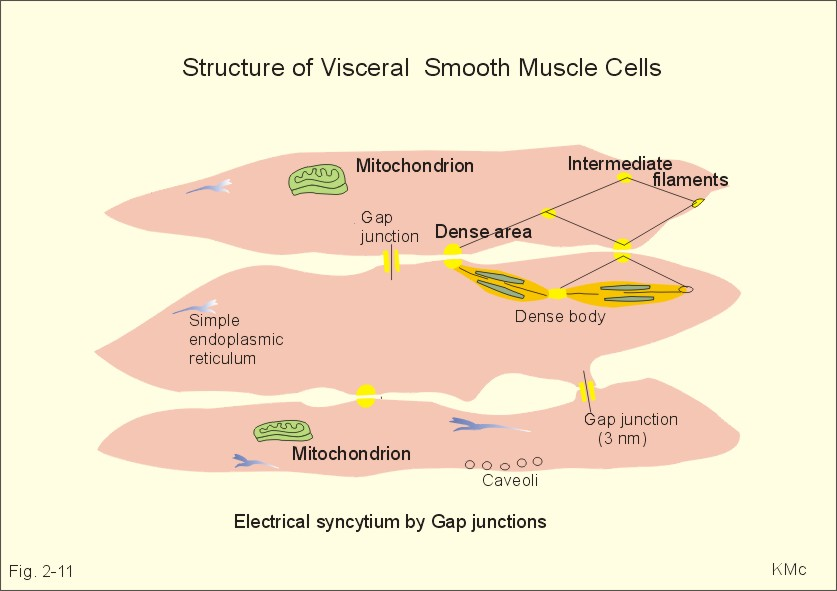 Structure of Visceral Smooth Muscle Cells
Mitochondrion
Intermediate
filaments
Gap
junction
Dense area
Simple
endoplasmic
reticulum
Dense body
Gap junction
(3 nm)
Mitochondrion
Caveoli
Electrical syncytium by Gap junctions
Fig. 2-11
KMc